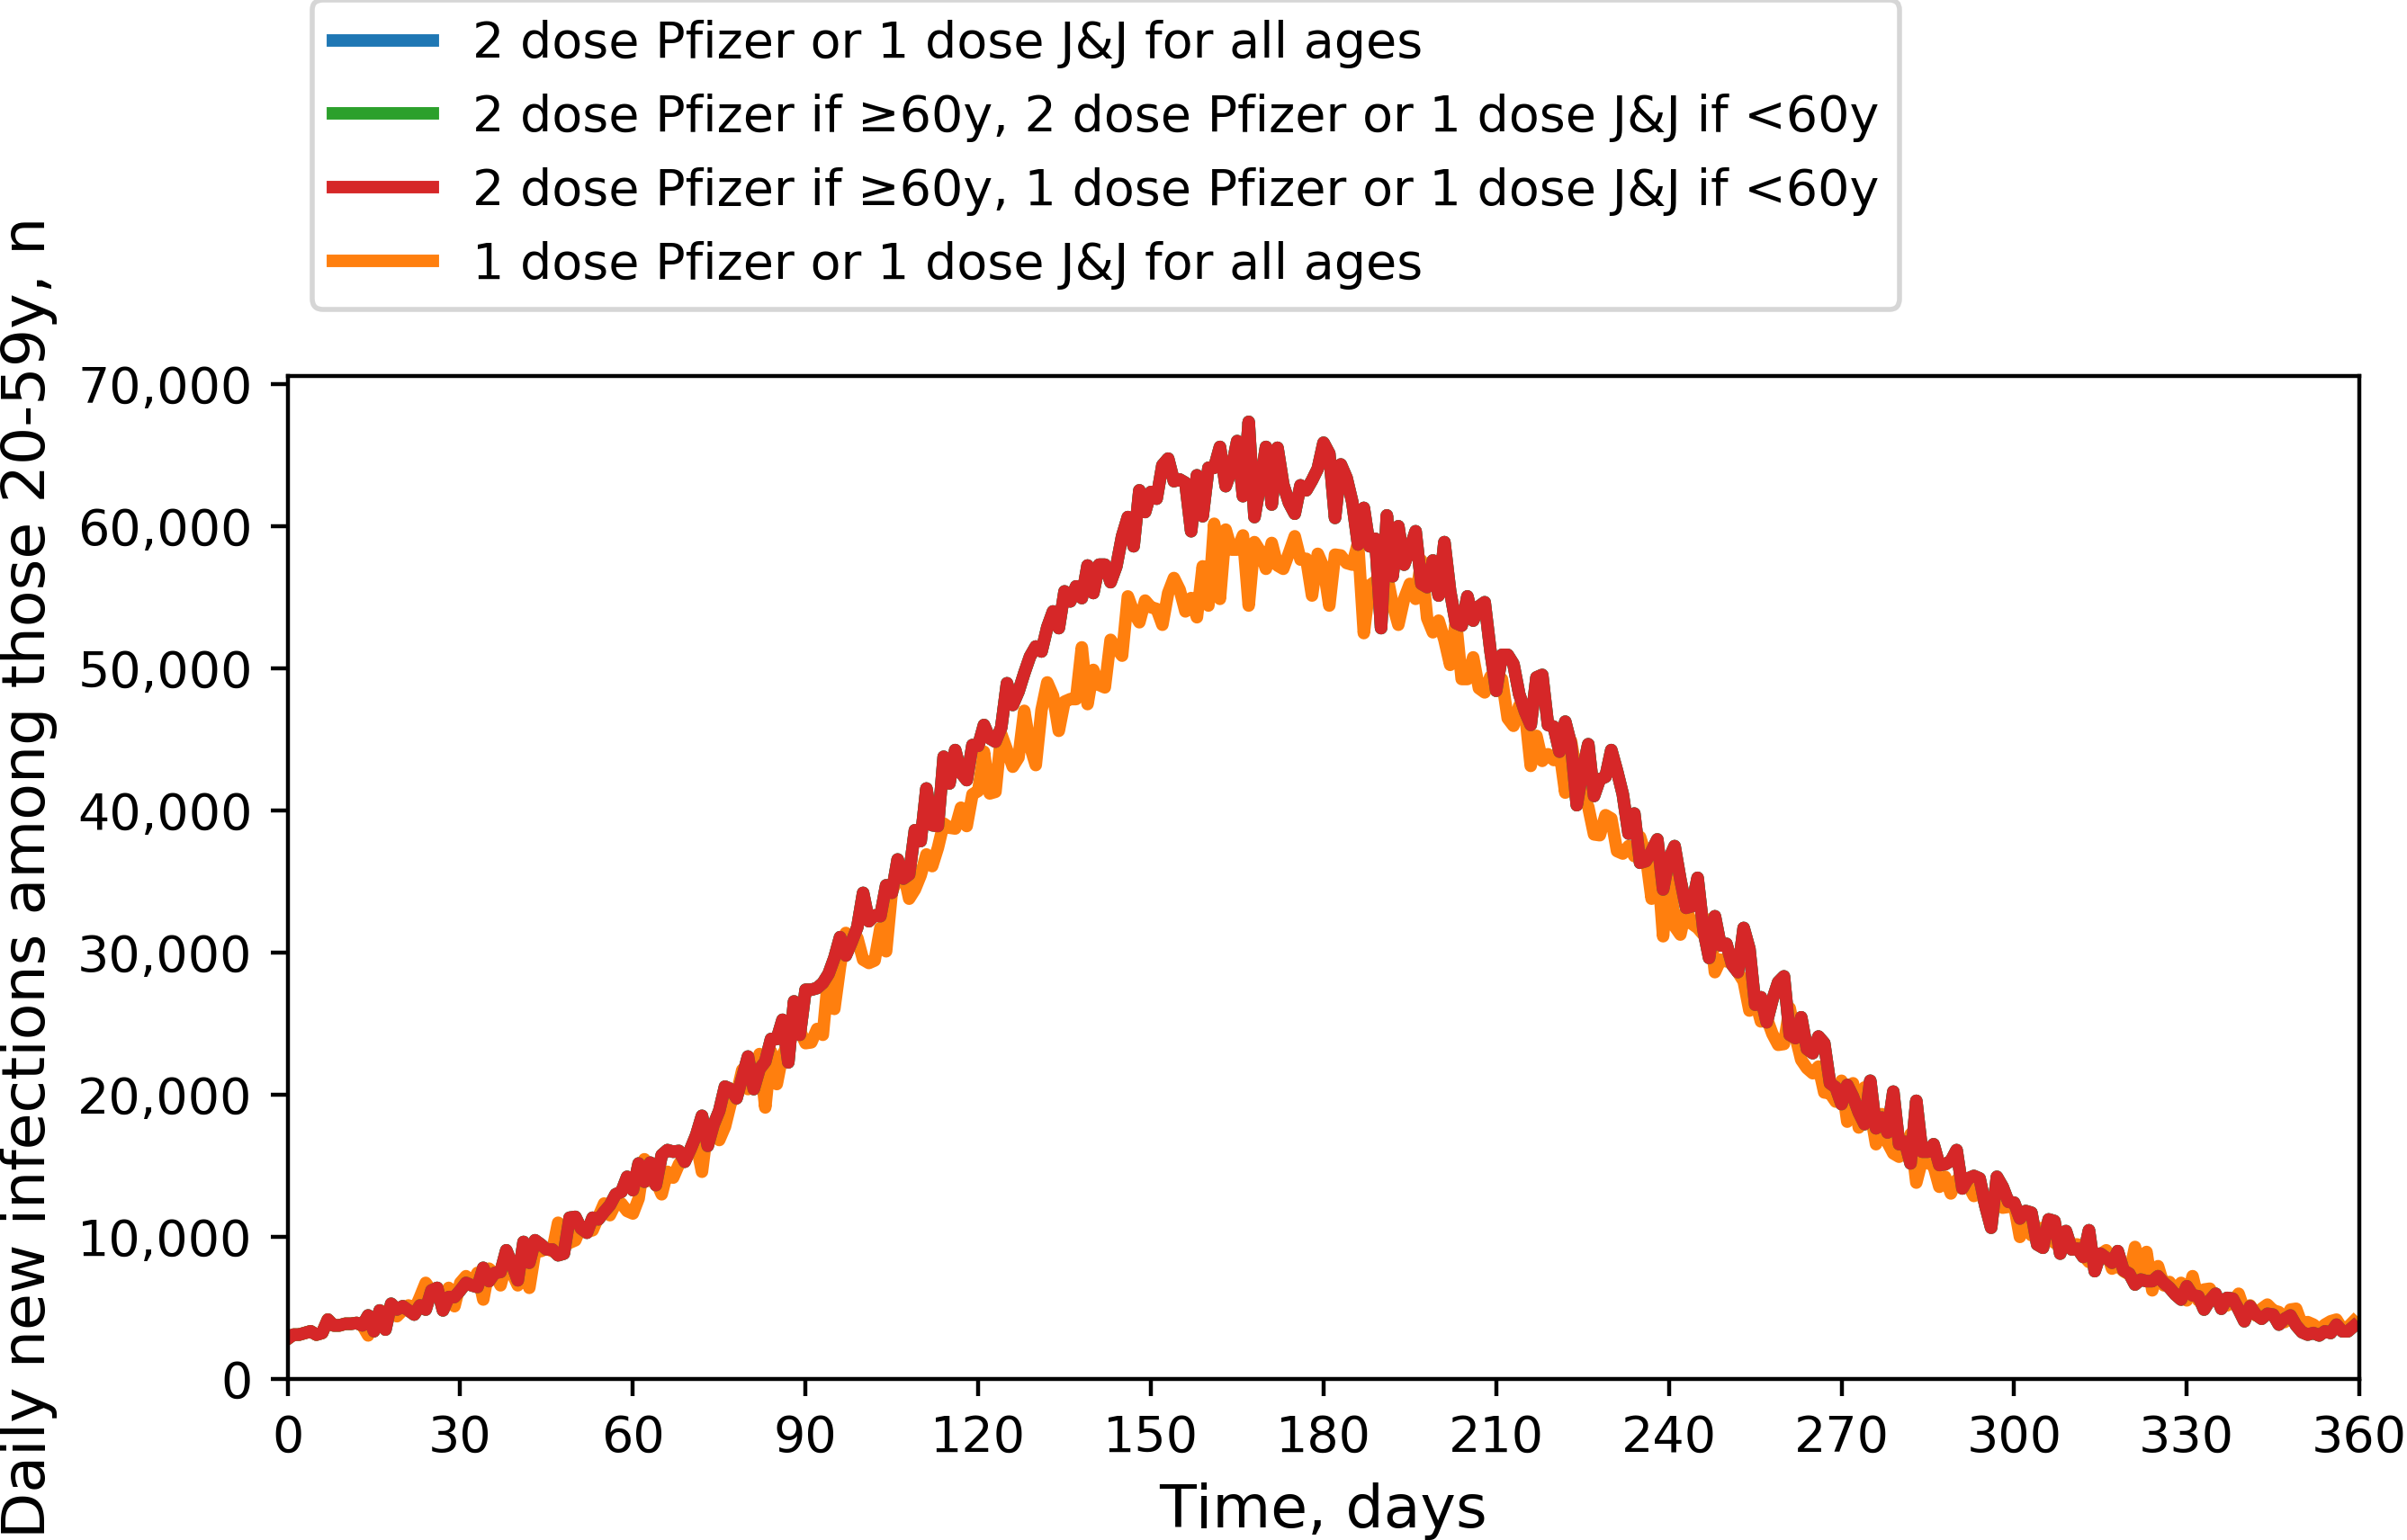 2 dose Pfizer or 1 dose J&J for all ages
2 dose Pfizer if ≥60y, 2 dose Pfizer or 1 dose J&J if <60y
2 dose Pfizer if ≥60y, 1 dose Pfizer or 1 dose J&J if <60y
1 dose Pfizer or 1 dose J&J for all ages
Daily new infections among those 20-59y, n
70,000
60,000
50,000
40,000
30,000
20,000
10,000
0
0 30 60 90 120 150 180 210 240 270 300 330 360
Time, days